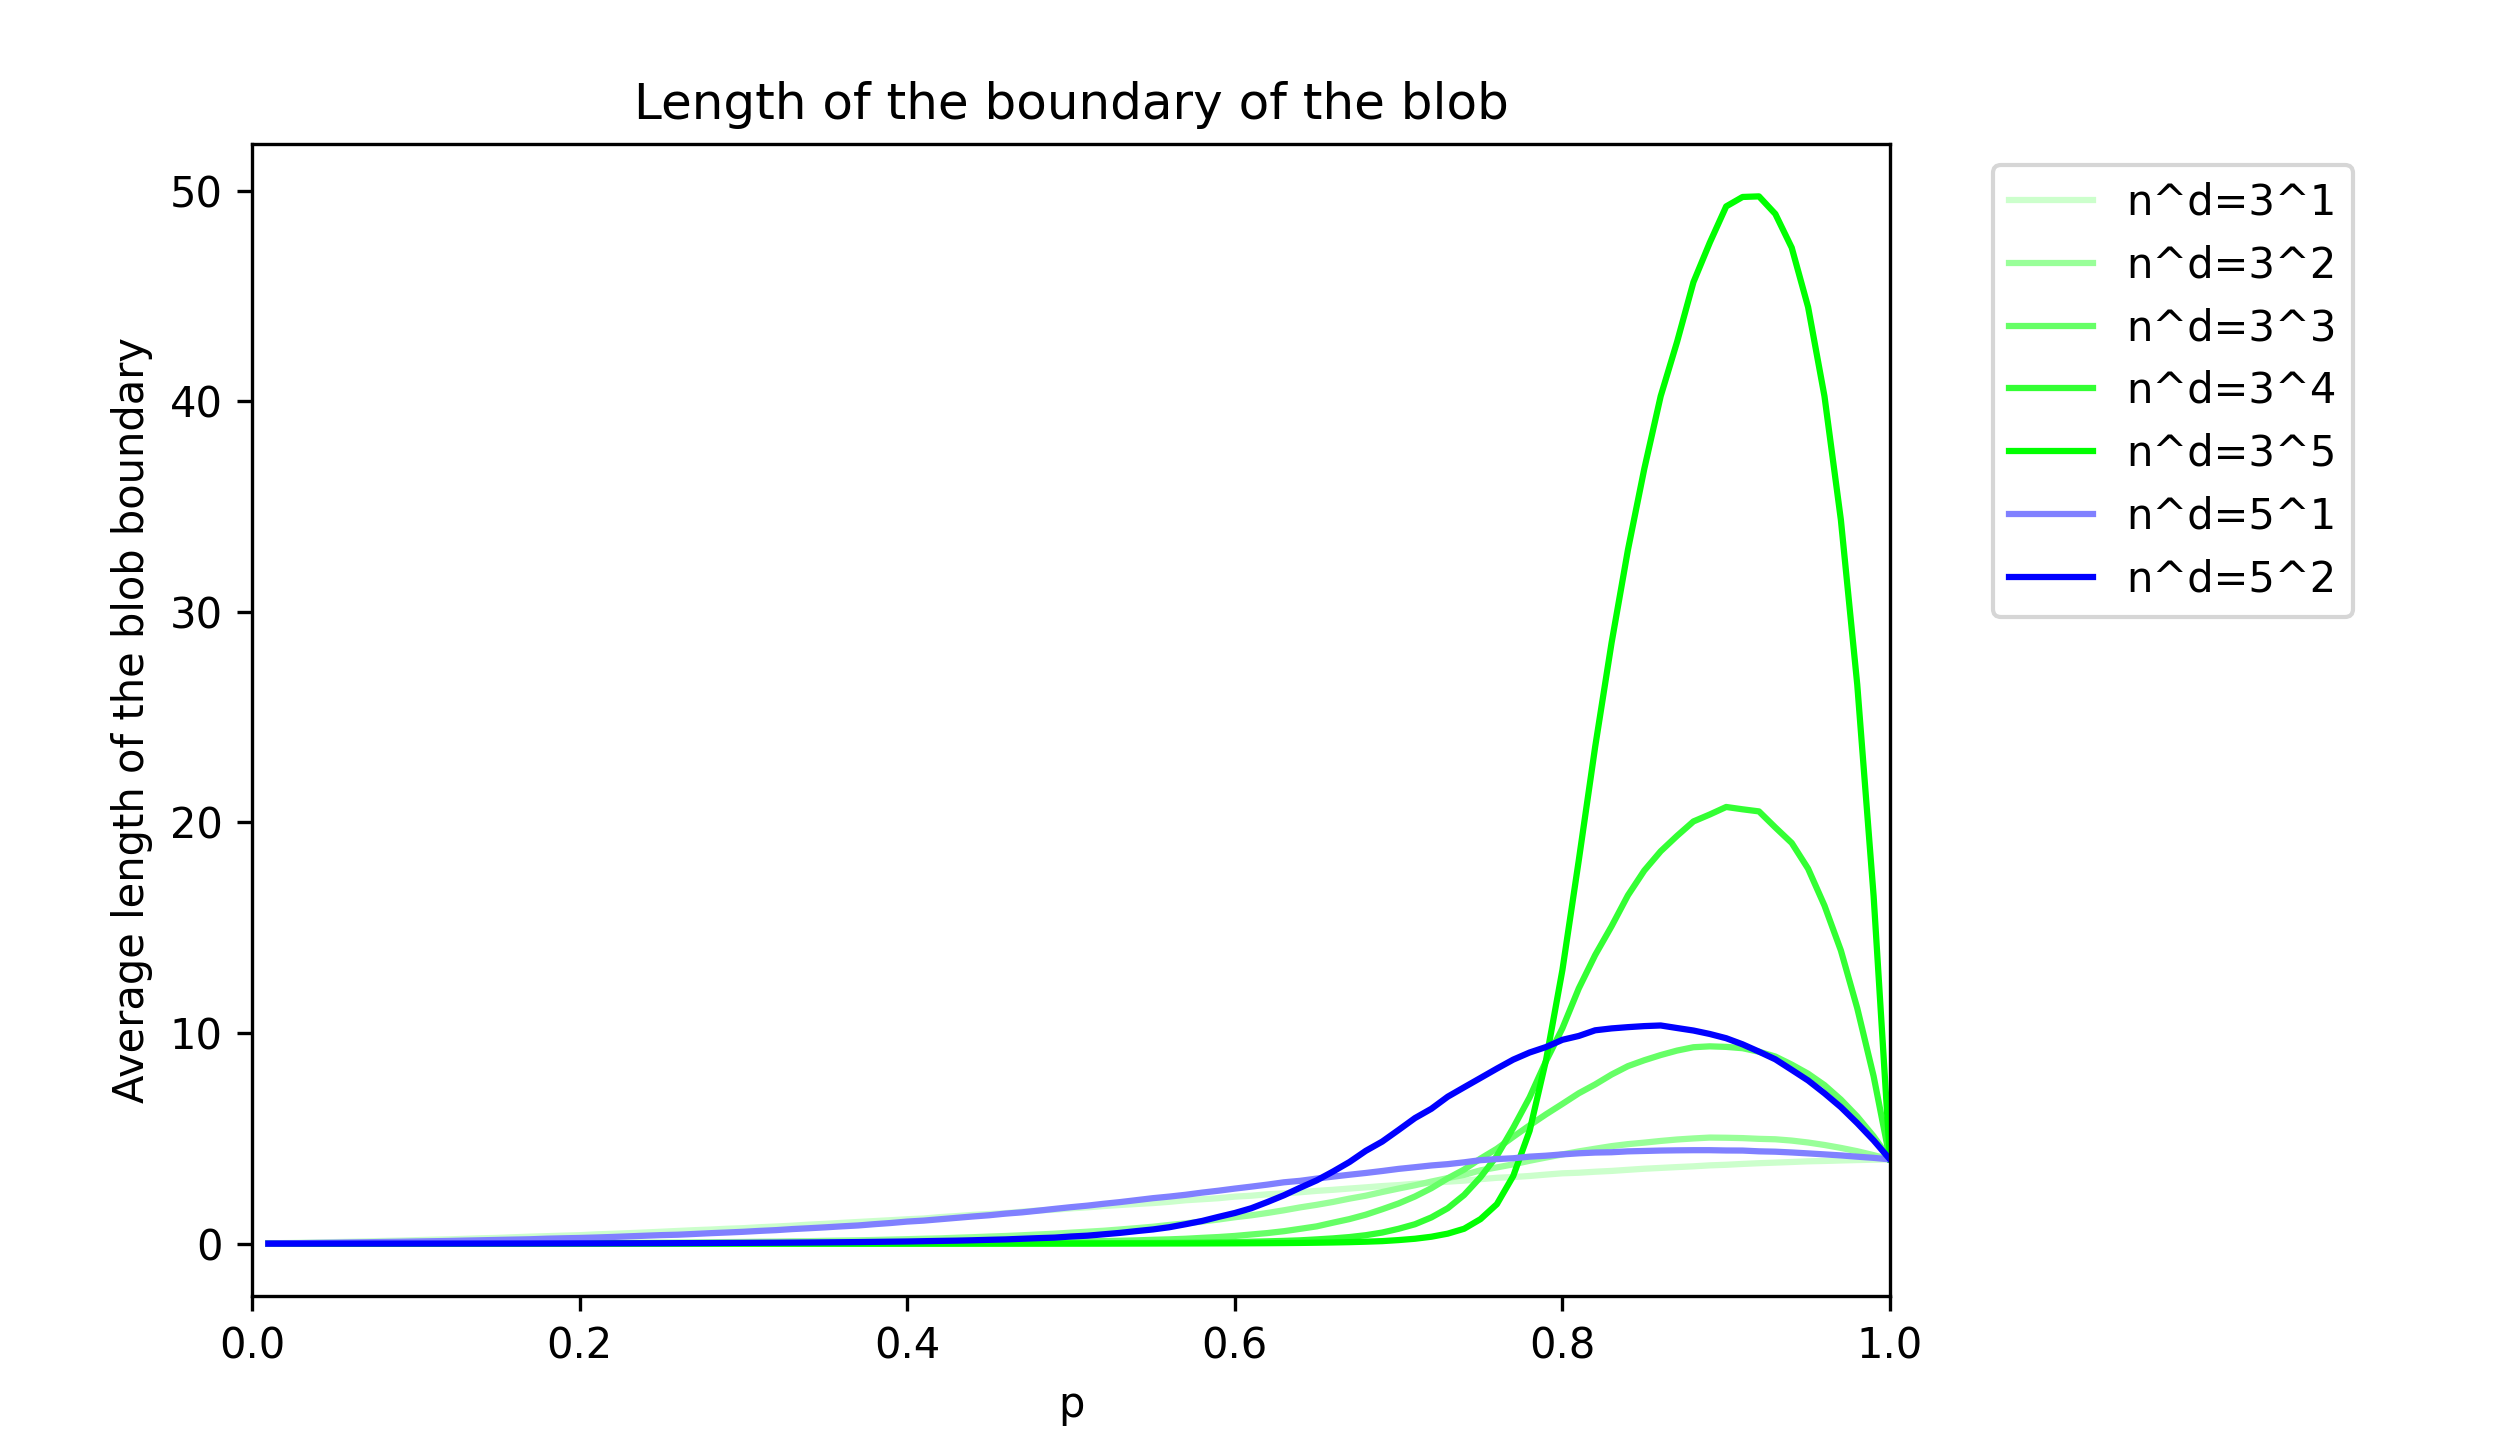 Length of the boundary of the blob
Average length of the blob boundary
50
40
30
20
10
0
0.0 0.2 0.4 0.6 0.8 1.0
p
n^d=3^1
n^d=3^2
n^d=3^3
n^d=3^4
n^d=3^5
n^d=5^1
n^d=5^2